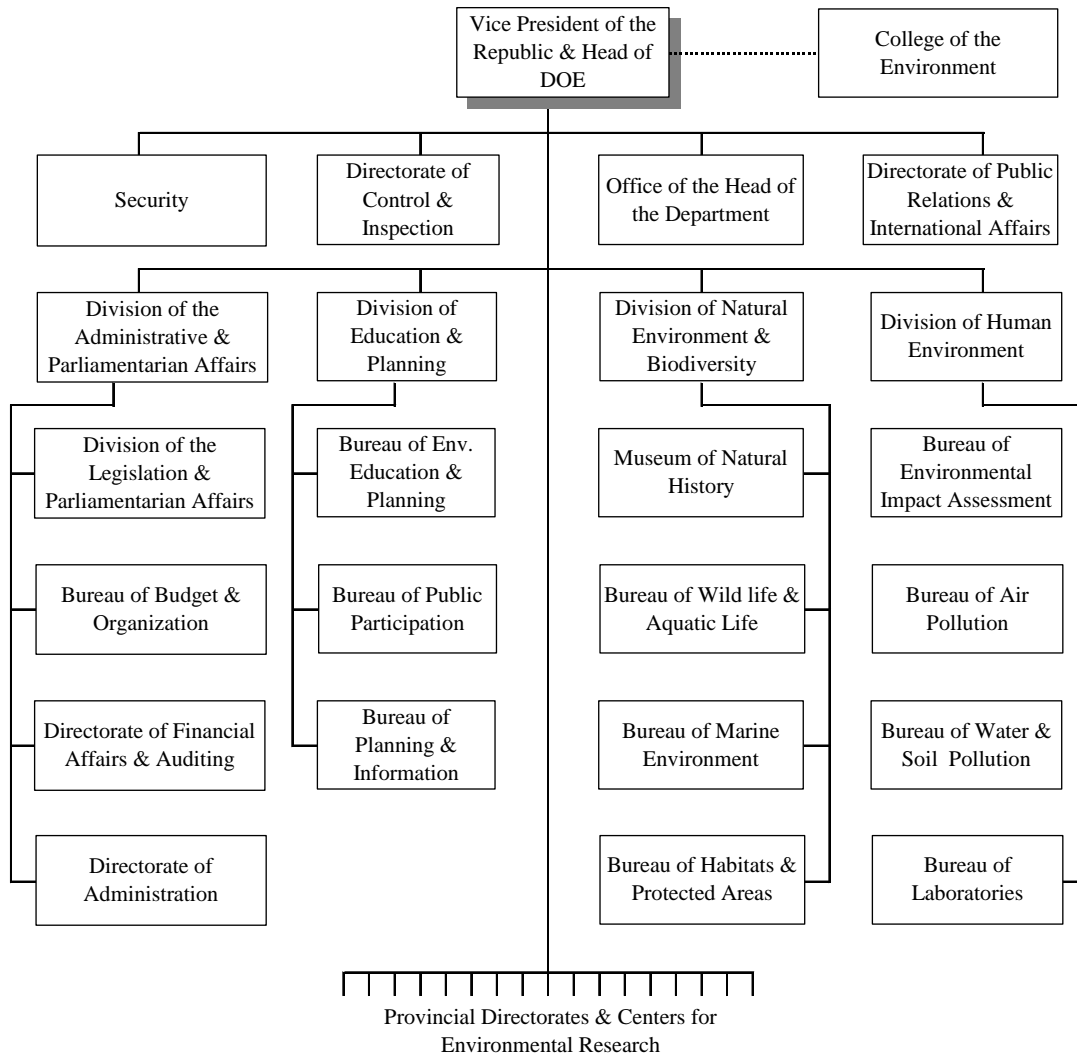 Vice President of the
Republic & Head of
DOE
College of the
Environment
Security
Directorate of
Control &
Inspection
Office of the Head of
the Department
Directorate of Public
Relations &
International Affairs
Division of the
Administrative &
Parliamentarian Affairs
Division of
Education &
Planning
Division of Natural
Environment &
Biodiversity
Division of Human
Environment
Division of the
Legislation &
Parliamentarian Affairs
Bureau of Env.
Education &
Planning
Museum of Natural
History
Bureau of
Environmental
Impact Assessment
Bureau of Budget &
Organization
Bureau of Public
Participation
Bureau of Wild life &
Aquatic Life
Bureau of Air
Pollution
Directorate of Financial
Affairs & Auditing
Bureau of
Planning &
Information
Bureau of Marine
Environment
Bureau of Water &
Soil Pollution
Directorate of
Administration
Bureau of Habitats &
Protected Areas
Bureau of
Laboratories
Provincial Directorates & Centers for
Environmental Research